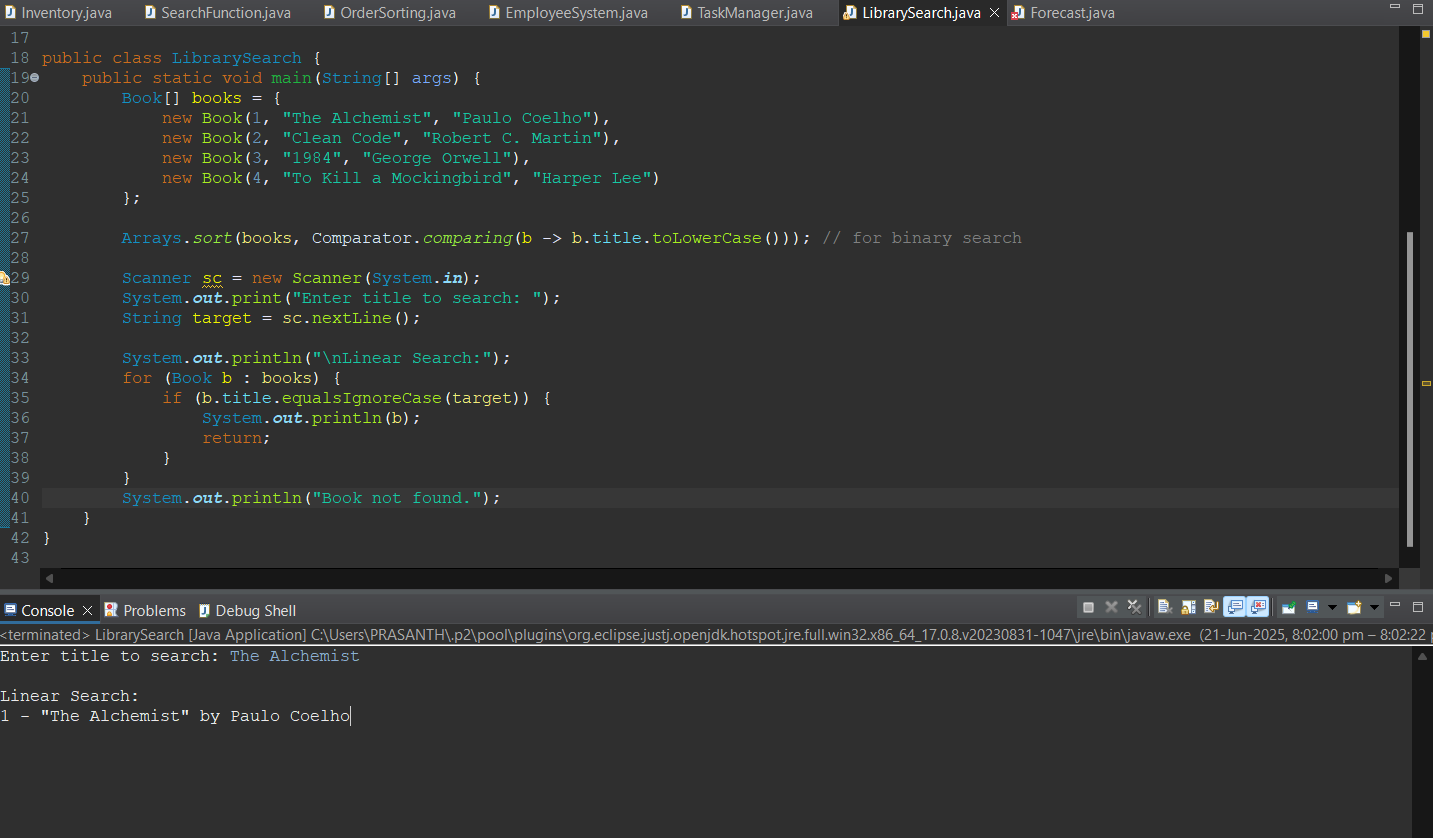 Inventory.java SearchFunction.java OrderSorting.java EmployeeSystem.java TaskManager.java LibrarySearch.java Forecast.java
17
18 public class LibrarySearch {
19     public static void main(String[] args) {
20         Book[] books = {
21             new Book(1, "The Alchemist", "Paulo Coelho"),
22             new Book(2, "Clean Code", "Robert C. Martin"),
23             new Book(3, "1984", "George Orwell"),
24             new Book(4, "To Kill a Mockingbird", "Harper Lee")
25         };
26
27         Arrays.sort(books, Comparator.comparing(b -> b.title.toLowerCase())); // for binary search
28
29         Scanner sc = new Scanner(System.in);
30         System.out.print("Enter title to search: ");
31         String target = sc.nextLine();
32
33         System.out.println("\nLinear Search:");
34         for (Book b : books) {
35             if (b.title.equalsIgnoreCase(target)) {
36                 System.out.println(b);
37                 return;
38             }
39         }
40         System.out.println("Book not found.");
41     }
42 }
43
Console Problems Debug Shell
<terminated> LibrarySearch [Java Application] C:\Users\PRASANTH\.p2\pool\plugins\org.eclipse.justj.openjdk.hotspot.jre.full.win32.x86_64_17.0.8.v20230831-1047\jre\bin\javaw.exe (21-Jun-2025, 8:02:00 pm – 8:02:22 p
Enter title to search: The Alchemist
Linear Search:
1 - "The Alchemist" by Paulo Coelho